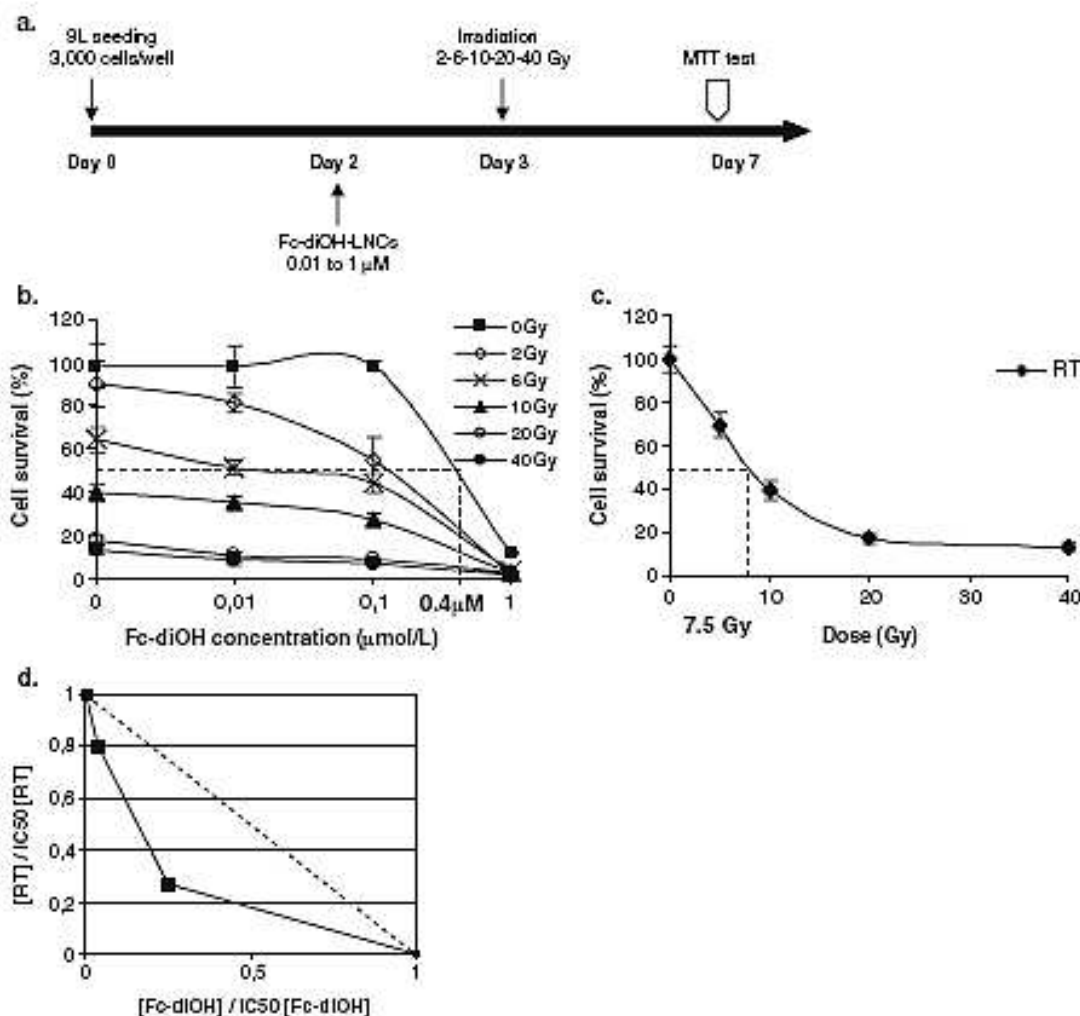 a.
9L seeding
3,000 cells/well
Irradiation
2-6-10-20-40 Gy
MTT test
Day 0
Day 2
Day 3
Day 7
Fc-diOH-LNCs
0.01 to 1 µM
b.
120
100
80
60
40
20
0
Cell survival (%)
0Gy
2Gy
6Gy
10Gy
20Gy
40Gy
0
0,01
0,1
0.4µM
1
Fc-diOH concentration (µmol/L)
c.
120
100
80
60
40
20
0
Cell survival (%)
RT
0
10
20
30
40
7.5 Gy
Dose (Gy)
d.
1
0,8
0,6
0,4
0,2
0
[RT] / IC50 [RT]
0
0,5
1
[Fc-diOH] / IC50 [Fc-diOH]